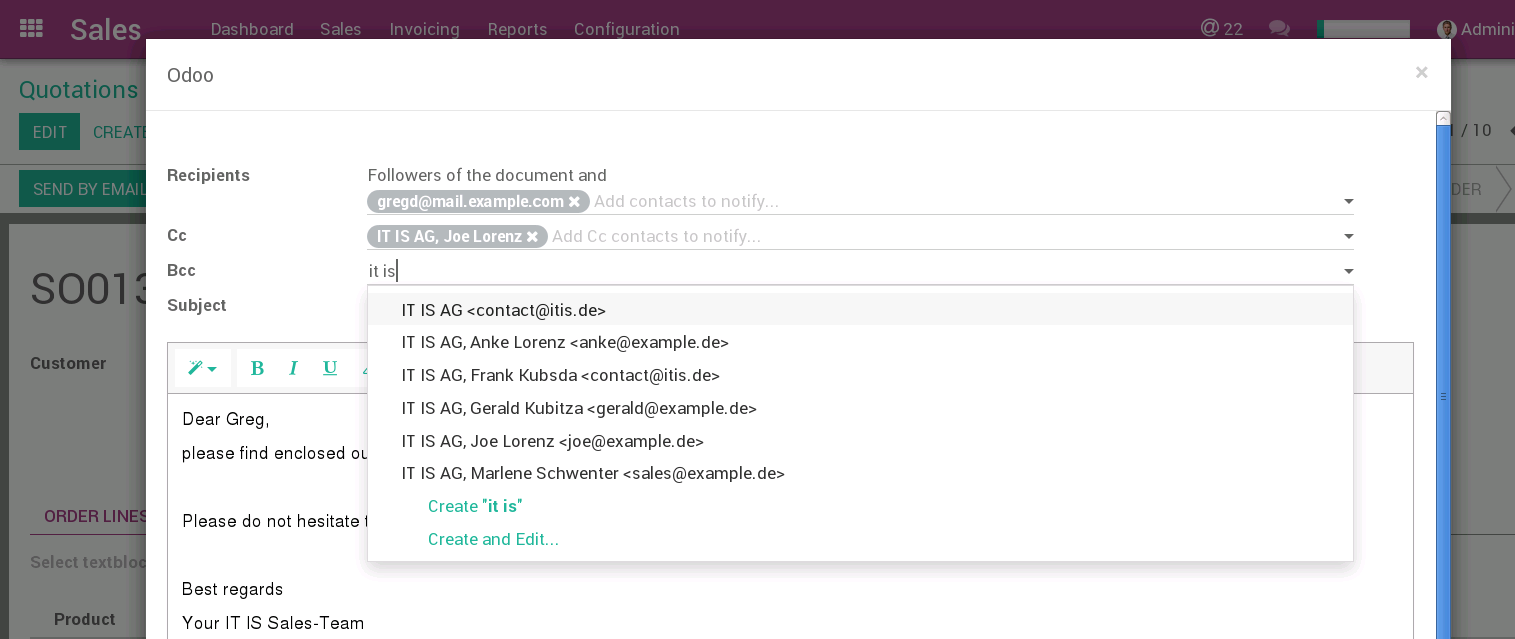 Sales Dashboard Sales Invoicing Reports Configuration @ 22 Admini
Odoo ×
Quotations
EDIT CREATE / 10
Recipients Followers of the document and
gregd@mail.example.com ✖ Add contacts to notify...
SEND BY EMAIL DER
Cc IT IS AG, Joe Lorenz ✖ Add Cc contacts to notify...
Bcc it is
SO013
Subject
IT IS AG <contact@itis.de>
IT IS AG, Anke Lorenz <anke@example.de>
Customer
B I U
IT IS AG, Frank Kubsda <contact@itis.de>
IT IS AG, Gerald Kubitza <gerald@example.de>
IT IS AG, Joe Lorenz <joe@example.de>
IT IS AG, Marlene Schwenter <sales@example.de>
Create "it is"
Create and Edit...
Dear Greg,
please find enclosed ou
Please do not hesitate t
ORDER LINES
Select textbloc
Best regards
Your IT IS Sales-Team
Product